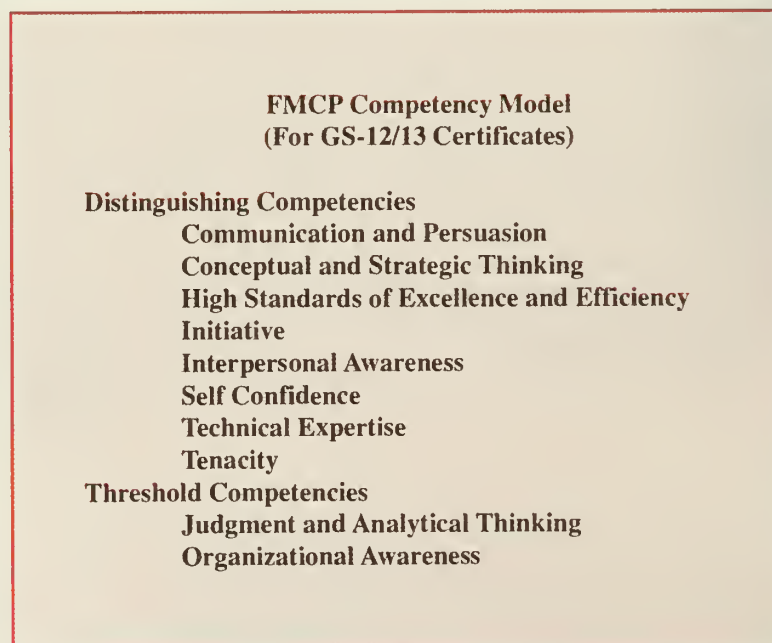 FMCP Competency Model
(For GS-12/13 Certificates)
Distinguishing Competencies
Communication and Persuasion
Conceptual and Strategic Thinking
High Standards of Excellence and Efficiency
Initiative
Interpersonal Awareness
Self Confidence
Technical Expertise
Tenacity
Threshold Competencies
Judgment and Analytical Thinking
Organizational Awareness